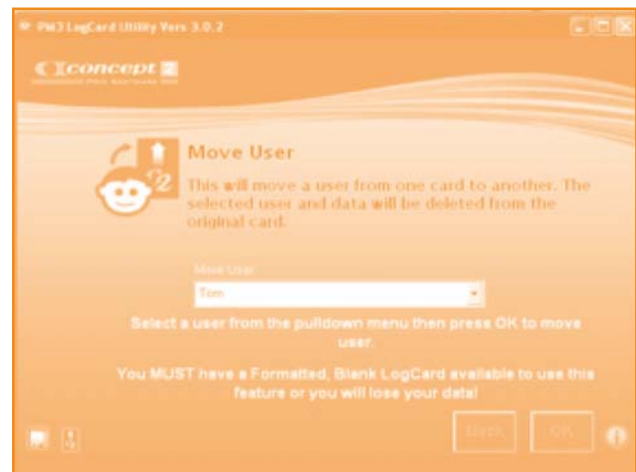 PM3 LogCard Utility Vers 3.0.2
concept 2
Move User
This will move a user from one card to another. The
selected user and data will be deleted from the
original card.
Move User
Tom
Select a user from the pulldown menu then press OK to move
user.
You MUST have a Formatted, Blank LogCard available to use this
feature or you will lose your data!
Back OK